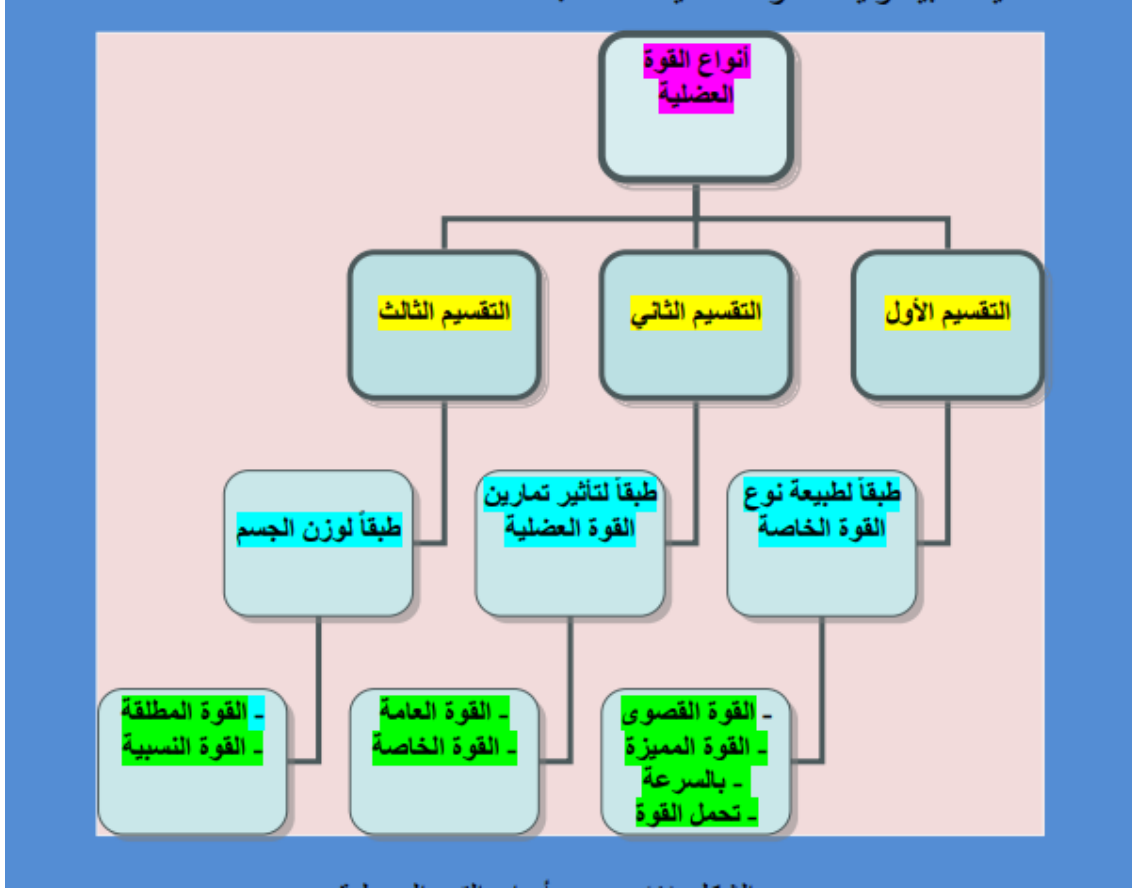 أنواع القوة
العضلية
التقسيم الأول
التقسيم الثاني
التقسيم الثالث
طبقاً لطبيعة نوع
القوة الخاصة
طبقاً لتأثير تمارين
القوة العضلية
طبقاً لوزن الجسم
- القوة القصوى
- القوة المميزة
- بالسرعة
- تحمل القوة
- القوة العامة
- القوة الخاصة
- القوة المطلقة
- القوة النسبية